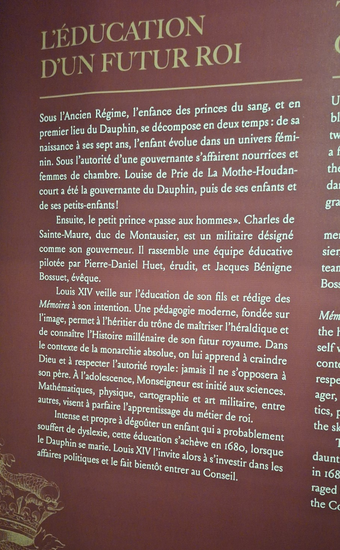 L'ÉDUCATION
D'UN FUTUR ROI
Sous l'Ancien Régime, l'enfance des princes du sang, et en
premier lieu du Dauphin, se décompose en deux temps : de sa
naissance à ses sept ans, l'enfant évolue dans un univers fémi-
nin. Sous l'autorité d'une gouvernante s'affairent nourrices et
femmes de chambre. Louise de Prie de La Mothe-Houdan-
court a été la gouvernante du Dauphin, puis de ses enfants et
de ses petits-enfants !
Ensuite, le petit prince « passe aux hommes ». Charles de
Sainte-Maure, duc de Montausier, est un militaire désigné
comme son gouverneur. Il rassemble une équipe éducative
pilotée par Pierre-Daniel Huet, érudit, et Jacques Bénigne
Bossuet, évêque.
Louis XIV veille sur l'éducation de son fils et rédige des
Mémoires à son intention. Une pédagogie moderne, fondée sur
l'image, permet à l'héritier du trône de maîtriser l'héraldique et
de connaître l'Histoire millénaire de son futur royaume. Dans
le contexte de la monarchie absolue, on lui apprend à craindre
Dieu et à respecter l'autorité royale : jamais il ne s'opposera à
son père. À l'adolescence, Monseigneur est initié aux sciences.
Mathématiques, physique, cartographie et art militaire, entre
autres, visent à parfaire l'apprentissage du métier de roi.
Intense et propre à dégoûter un enfant qui a probablement
souffert de dyslexie, cette éducation s'achève en 1680, lorsque
le Dauphin se marie. Louis XIV l'invite alors à s'investir dans les
affaires politiques et le fait bientôt entrer au Conseil.